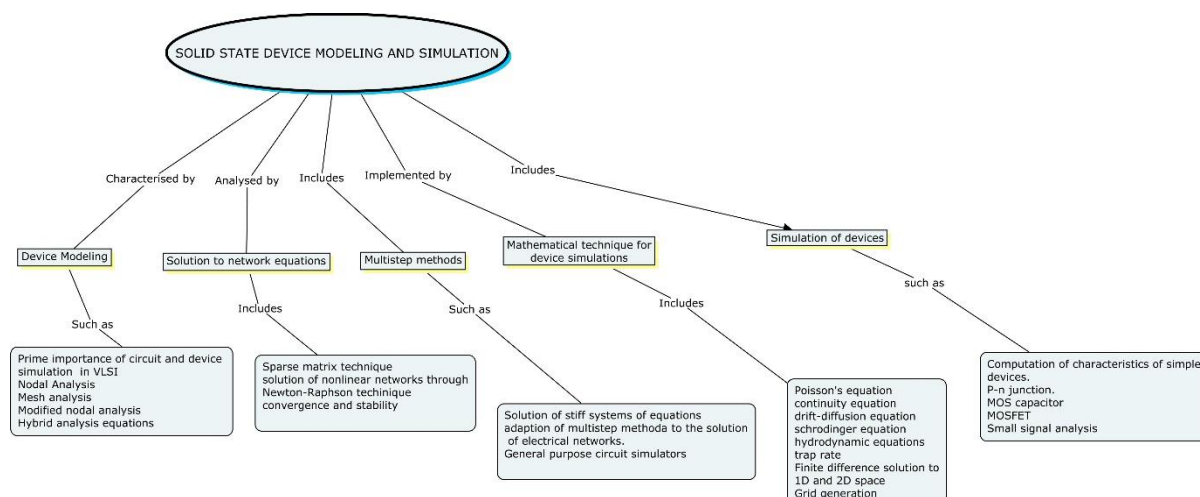 SOLID STATE DEVICE MODELING AND SIMULATION
Characterised by
Analysed by
Includes
Implemented by
Includes
Device Modeling
Solution to network equations
Multistep methods
Mathematical technique for
device simulations
Simulation of devices
Such as
Includes
Such as
Includes
such as
Prime importance of circuit and device
simulation in VLSI
Nodal Analysis
Mesh analysis
Modified nodal analysis
Hybrid analysis equations
Sparse matrix technique
solution of nonlinear networks through
Newton-Raphson techinique
convergence and stability
Solution of stiff systems of equations
adaption of multistep methoda to the solution
of electrical networks.
General purpose circuit simulators
Poisson's equation
continuity equation
drift-diffusion equation
schrodinger equation
hydrodynamic equations
trap rate
Finite difference solution to
1D and 2D space
Grid generation
Computation of characteristics of simple
devices.
P-n junction.
MOS capacitor
MOSFET
Small signal analysis